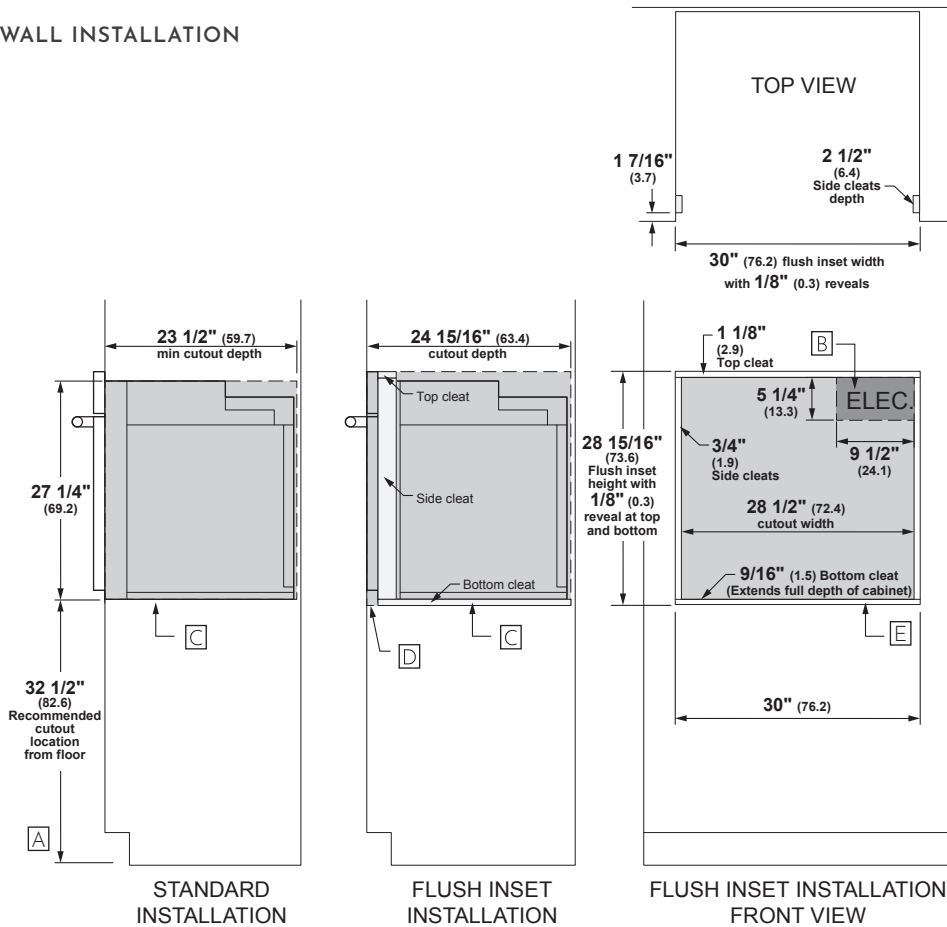 WALL INSTALLATION
TOP VIEW
1 7/16"
(3.7)
2 1/2"
(6.4)
Side cleats
depth
30" (76.2) flush inset width
with 1/8" (0.3) reveals
23 1/2" (59.7)
min cutout depth
27 1/4"
(69.2)
C
32 1/2"
(82.6)
Recommended
cutout
location
from floor
A
STANDARD
INSTALLATION
24 15/16" (63.4)
cutout depth
Top cleat
Side cleat
Bottom cleat
D
C
FLUSH INSET
INSTALLATION
28 15/16"
(73.6)
Flush inset
height with
1/8" (0.3)
reveal at top
and bottom
1 1/8"
(2.9)
Top cleat
B
5 1/4"
(13.3)
ELEC.
9 1/2"
(24.1)
3/4"
(1.9)
Side cleats
28 1/2" (72.4)
cutout width
9/16" (1.5) Bottom cleat
(Extends full depth of cabinet)
E
30" (76.2)
FLUSH INSET INSTALLATION
FRONT VIEW